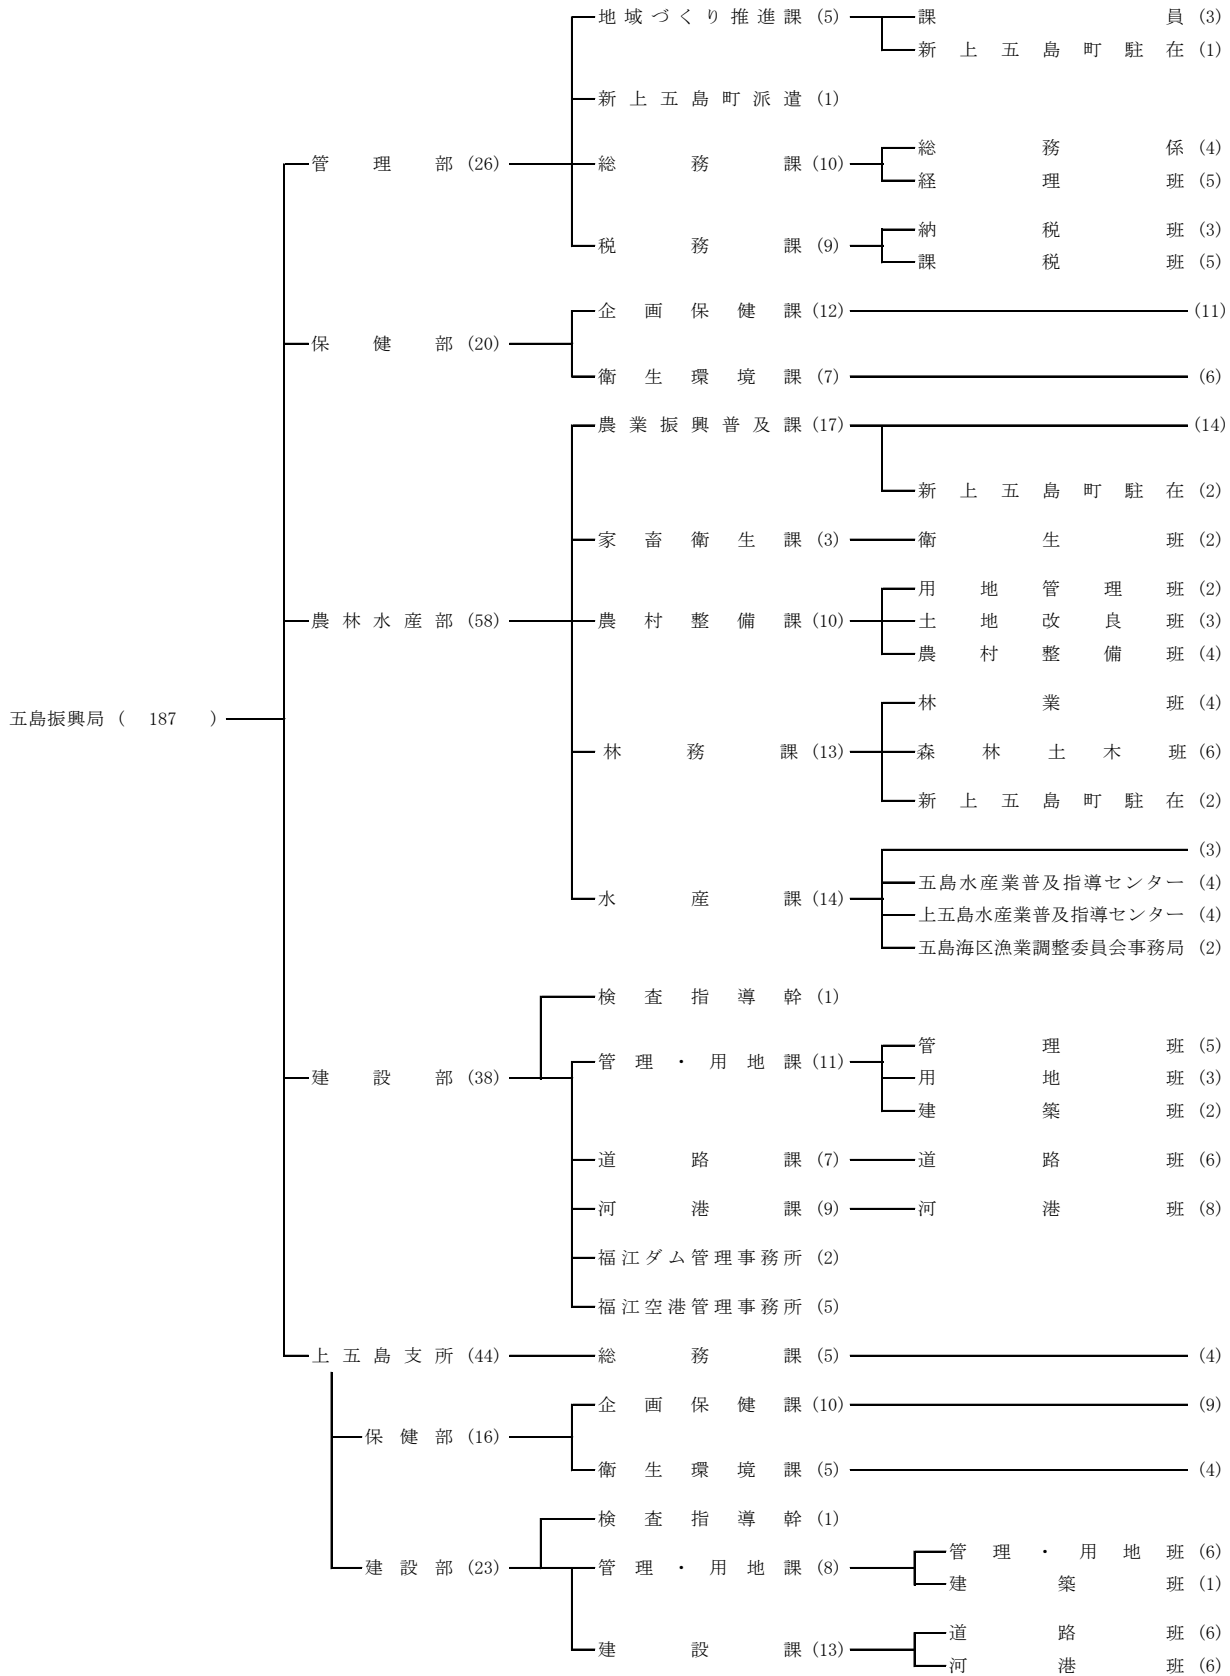 地域づくり推進課 (5) 課員 (3)
新上五島町駐在 (1)
新上五島町派遣 (1)
総務係 (4)
管理部 (26) 総務課 (10)
経理班 (5)
納税班 (3)
税務課 (9)
課税班 (5)
企画保健課 (12) (11)
保健部 (20)
衛生環境課 (7) (6)
農業振興普及課 (17) (14)
新上五島町駐在 (2)
家畜衛生課 (3) 衛生班 (2)
用地管理班 (2)
農林水産部 (58) 農村整備課 (10) 土地改良班 (3)
農村整備班 (4)
林業班 (4)
五島振興局 ( 187 )
林務課 (13) 森林土木班 (6)
新上五島町駐在 (2)
(3)
五島水産業普及指導センター (4)
水産課 (14)
上五島水産業普及指導センター (4)
五島海区漁業調整委員会事務局 (2)
検査指導幹 (1)
管理班 (5)
管理・用地課 (11)
建設部 (38) 用地班 (3)
建築班 (2)
道路課 (7) 道路班 (6)
河港課 (9) 河港班 (8)
福江ダム管理事務所 (2)
福江空港管理事務所 (5)
上五島支所 (44) 総務課 (5) (4)
企画保健課 (10) (9)
保健部 (16)
衛生環境課 (5) (4)
検査指導幹 (1)
管理・用地班 (6)
建設部 (23) 管理・用地課 (8)
建築班 (1)
道路班 (6)
建設課 (13)
河港班 (6)